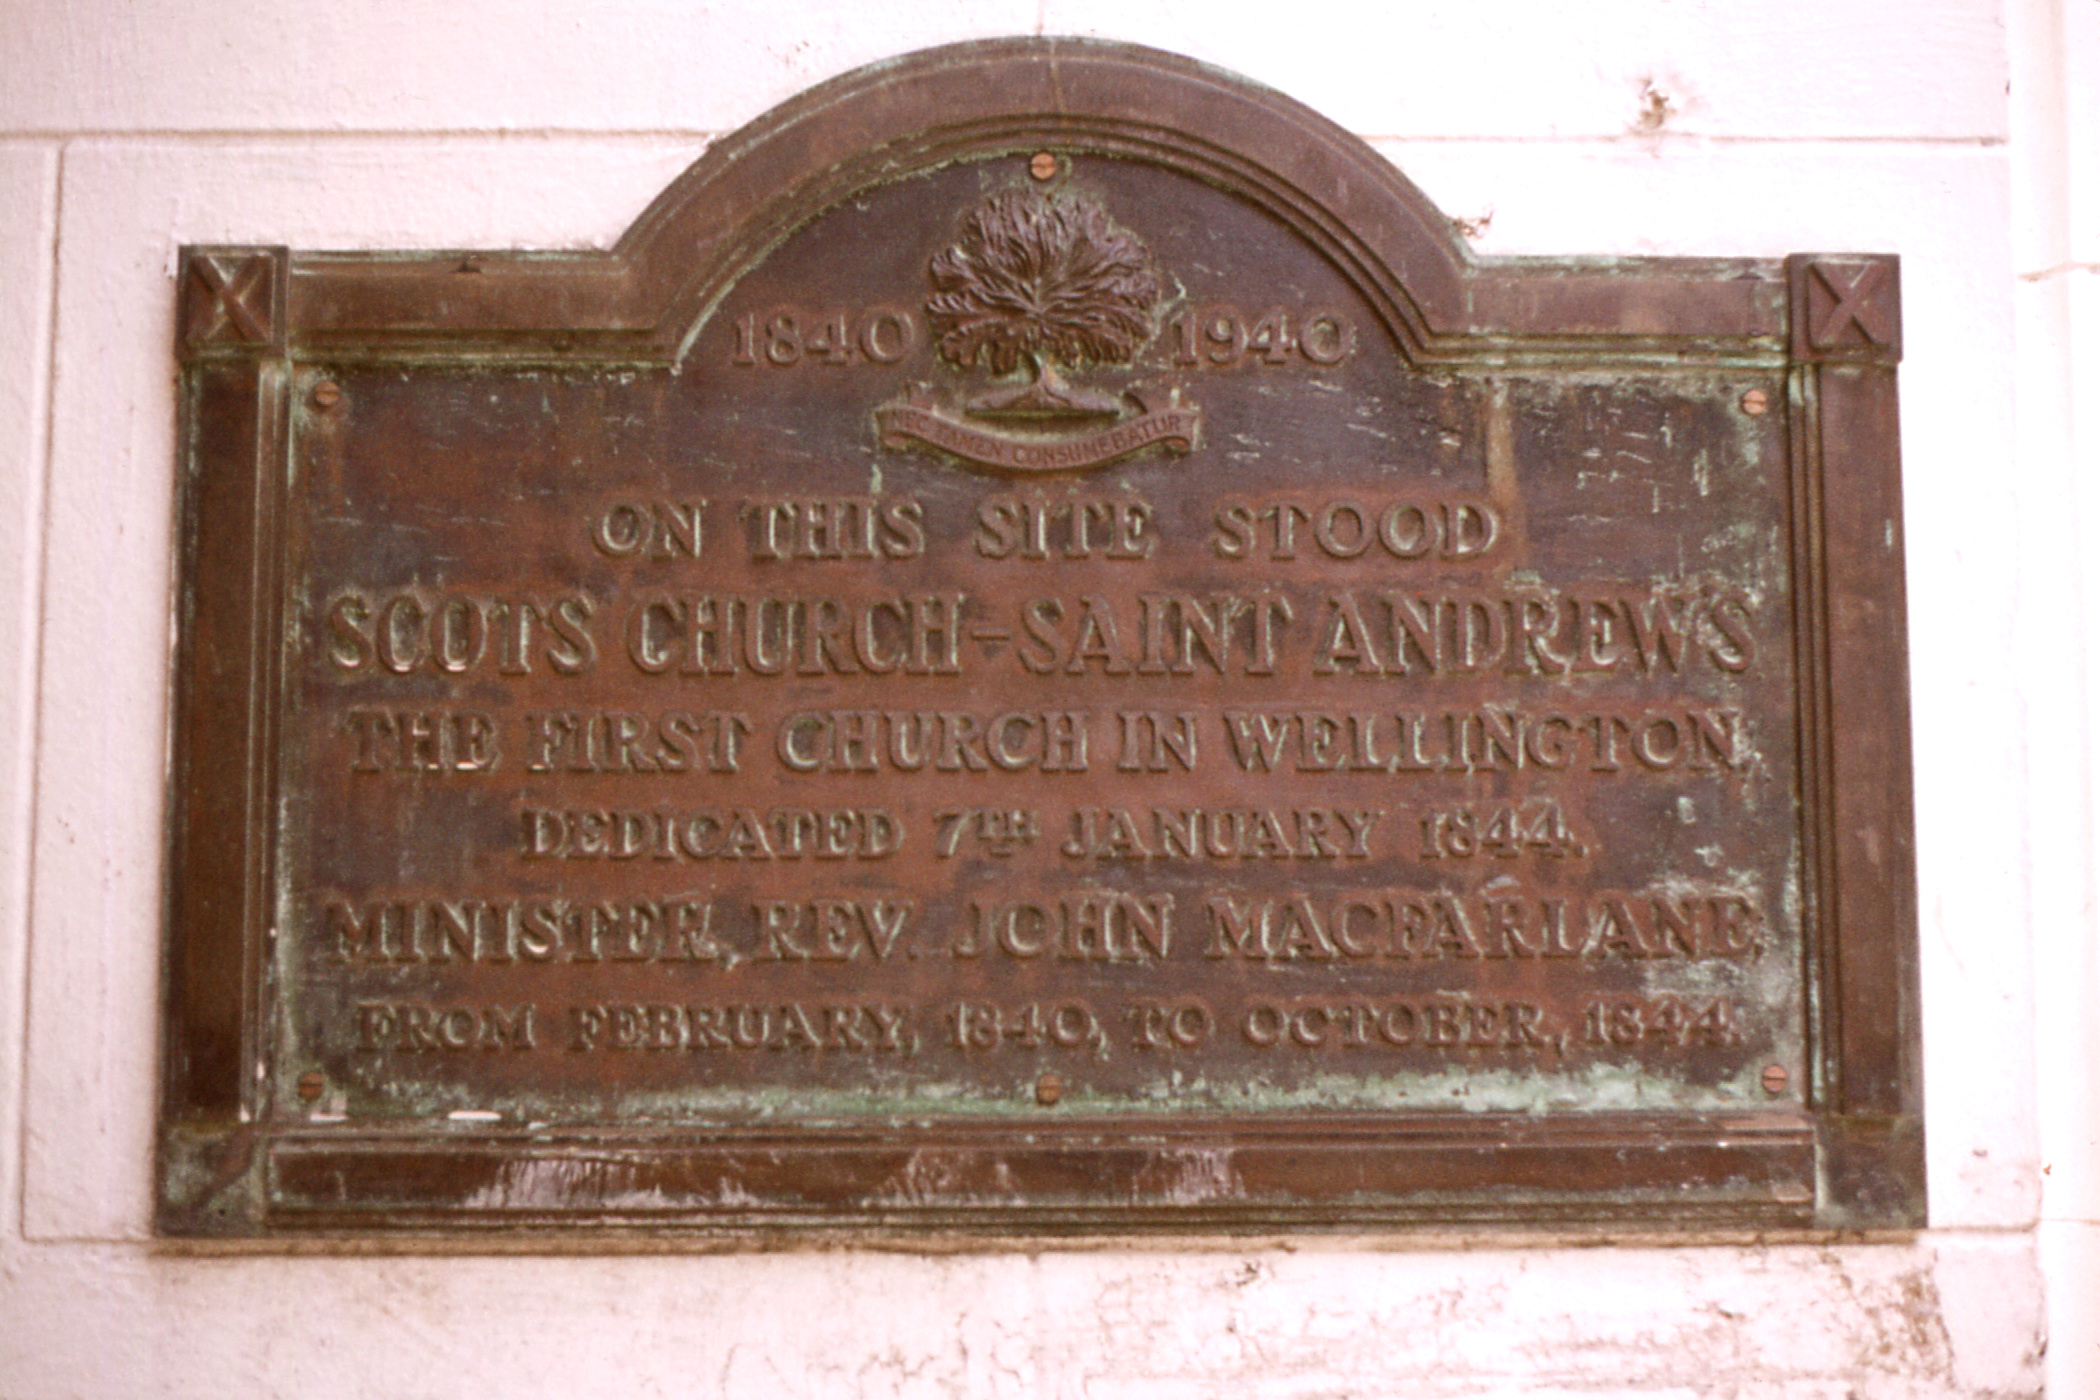 1840 1940
NEC TAMEN CONSUMEBATUR
ON THIS SITE STOOD
SCOTS CHURCH-SAINT ANDREW'S
THE FIRST CHURCH IN WELLINGTON,
DEDICATED 7TH JANUARY 1844.
MINISTER, REV. JOHN MACFARLANE,
FROM FEBRUARY, 1840, TO OCTOBER, 1844.